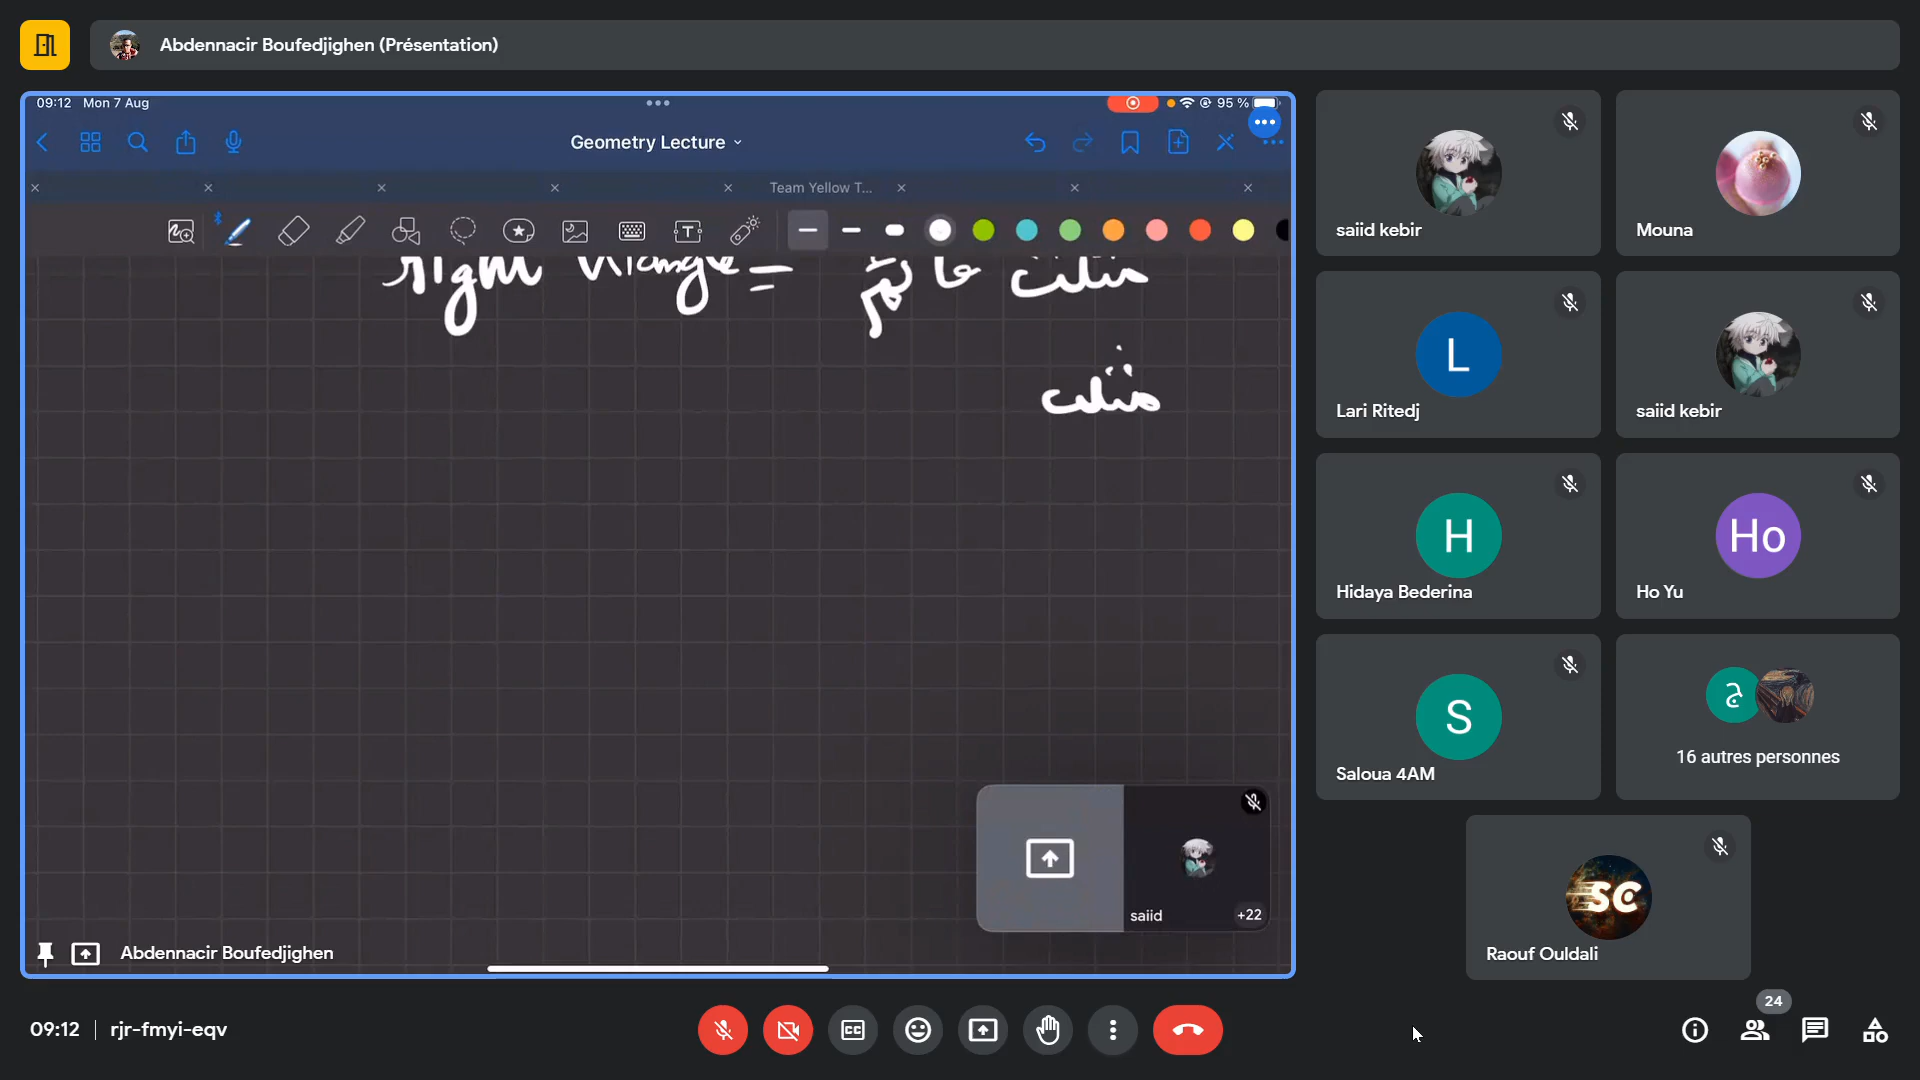 Abdennacir Boufedjighen (Présentation)
09:12 Mon 7 Aug
95 %
Geometry Lecture
Team Yellow T...
right triangle = مثلث قائم
مثلث
saiid
+22
Abdennacir Boufedjighen
saiid kebir
Mouna
L
Lari Ritedj
saiid kebir
H
Hidaya Bederina
Ho
Ho Yu
S
Saloua 4AM
16 autres personnes
SC
Raouf Ouldali
09:12 | rjr-fmyi-eqv
24